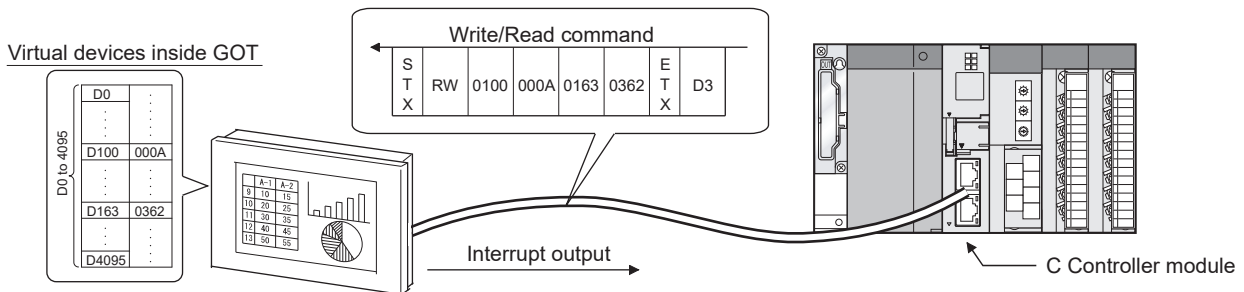 Virtual devices inside GOT
D0 to 4095
D0
D100 000A
D163 0362
D4095
Write/Read command
STX RW 0100 000A 0163 0362 ETX D3
A-1 A-2
9 10 15
10 20 25
11 30 35
12 40 45
13 50 55
Interrupt output
C Controller module